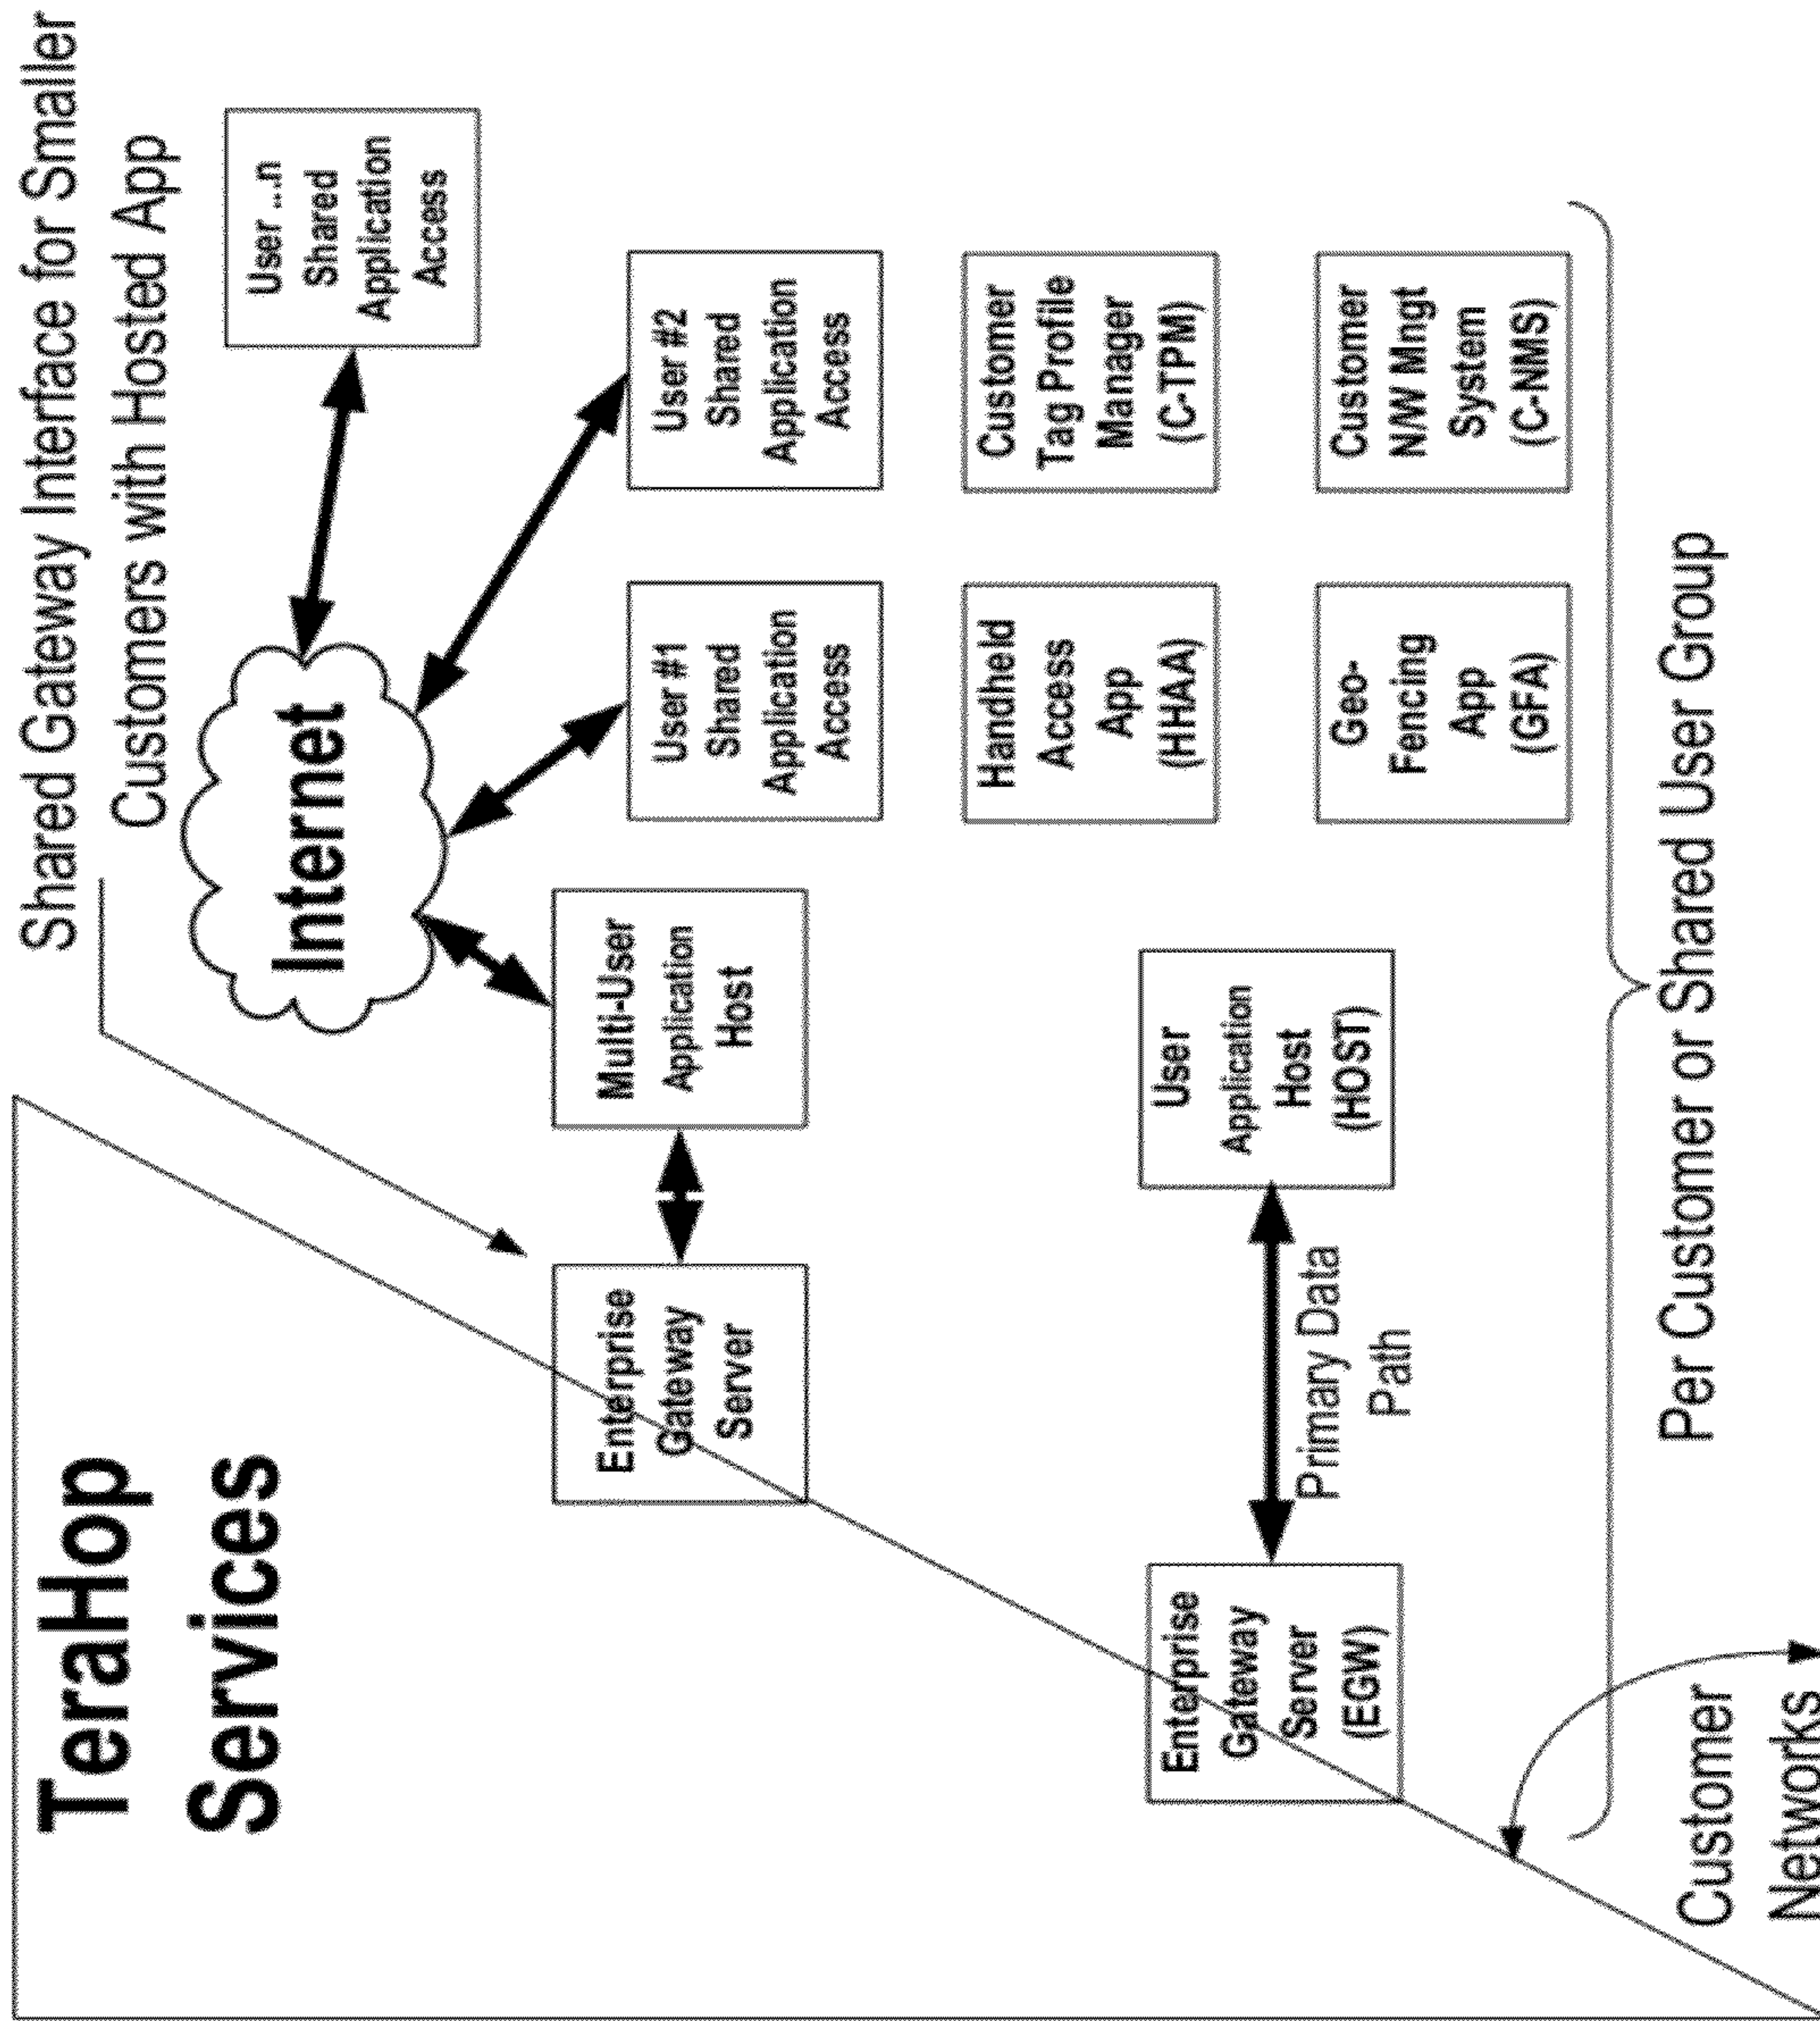 Shared Gateway Interface for Smaller
Customers with Hosted App
TeraHop
Services
Internet
User ...n
Shared
Application
Access
Enterprise
Gateway
Server
Multi-User
Application
Host
User #1
Shared
Application
Access
User #2
Shared
Application
Access
Handheld
Access
App
(HHAA)
Customer
Tag Profile
Manager
(C-TPM)
Enterprise
Gateway
Server
(EGW)
Primary Data
Path
User
Application
Host
(HOST)
Geo-
Fencing
App
(GFA)
Customer
N/W Mngt
System
(C-NMS)
Per Customer or Shared User Group
Customer
Networks